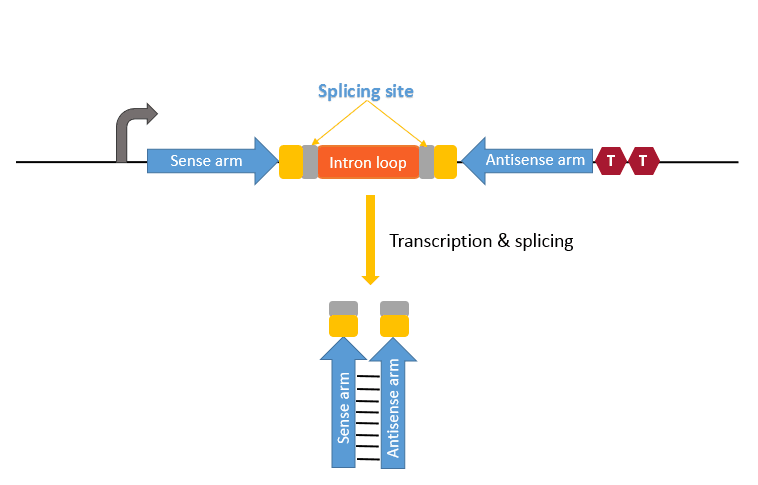 Splicing site
Sense arm
Intron loop
Antisense arm
T
T
Transcription & splicing
Sense arm
Antisense arm